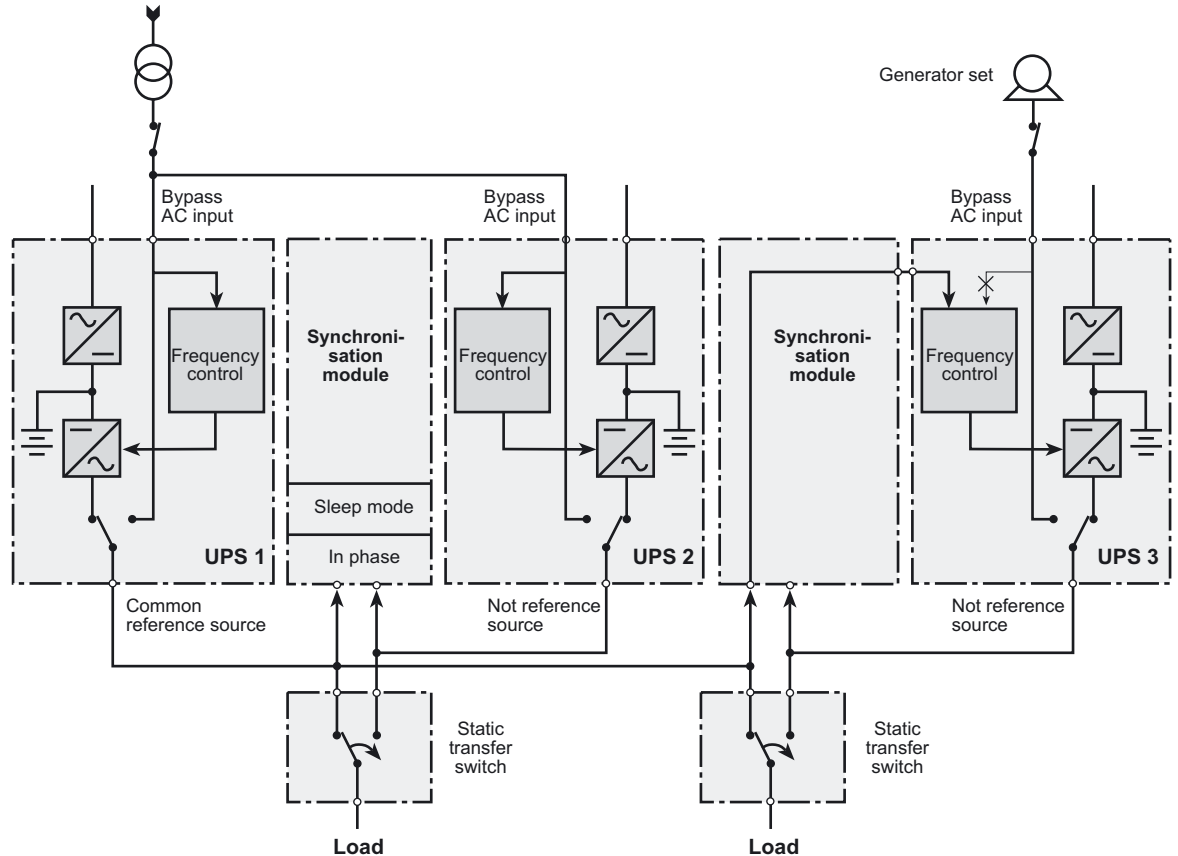 Generator set
Bypass
AC input
Bypass
AC input
Bypass
AC input
Frequency
control
Synchroni-
sation
module
Frequency
control
Synchroni-
sation
module
Frequency
control
Sleep mode
In phase
UPS 1
UPS 2
UPS 3
Common
reference source
Not reference
source
Not reference
source
Static
transfer
switch
Static
transfer
switch
Load
Load